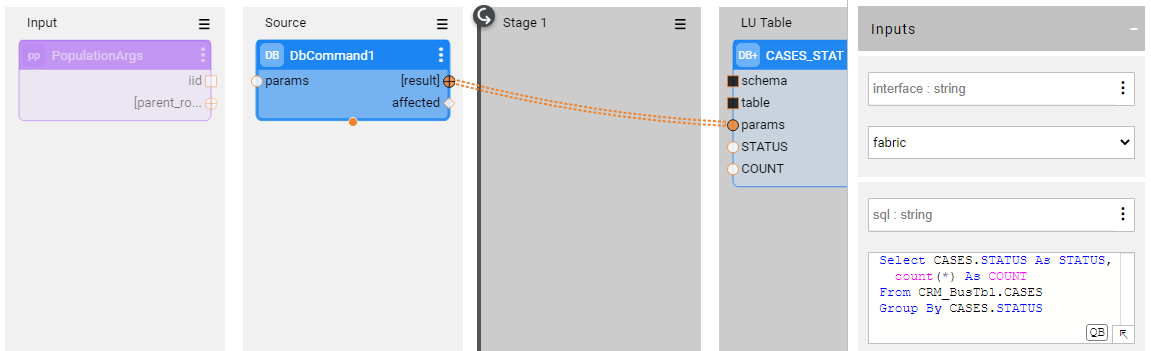 Input
Source
Stage 1
LU Table
Inputs
pp PopulationArgs
iid
[parent_ro...
DB DbCommand1
params [result]
affected
DB+ CASES_STAT
schema
table
params
STATUS
COUNT
interface : string
fabric
sql : string
Select CASES.STATUS As STATUS,
count(*) As COUNT
From CRM_BusTbl.CASES
Group By CASES.STATUS
QB